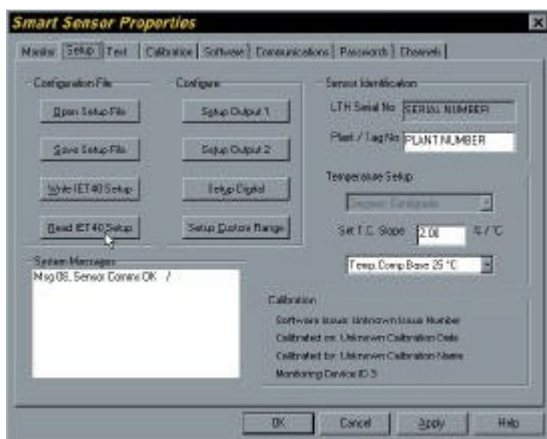 Smart Sensor Properties
Monitor Setup Test Calibration Software Communications Passwords Channels
Configuration File
Open Setup File
Save Setup File
Write IET40 Setup
Read IET40 Setup
Configure
Setup Output 1
Setup Output 2
Setup Digital
Setup Custom Range
Sensor Identification
LTH Serial No SERIAL NUMBER
Plant / Tag No PLANT NUMBER
Temperature Setup
Degrees Centigrade
Set T.C. Slope 2.00 % / °C
Temp. Comp Base 25 °C
System Messages
Msg 08, Sensor Comms OK /
Calibration
Software Issue: Unknown Issue Number
Calibrated on: Unknown Calibration Date
Calibrated by: Unknown Calibration Name
Monitoring Device ID 3
OK Cancel Apply Help